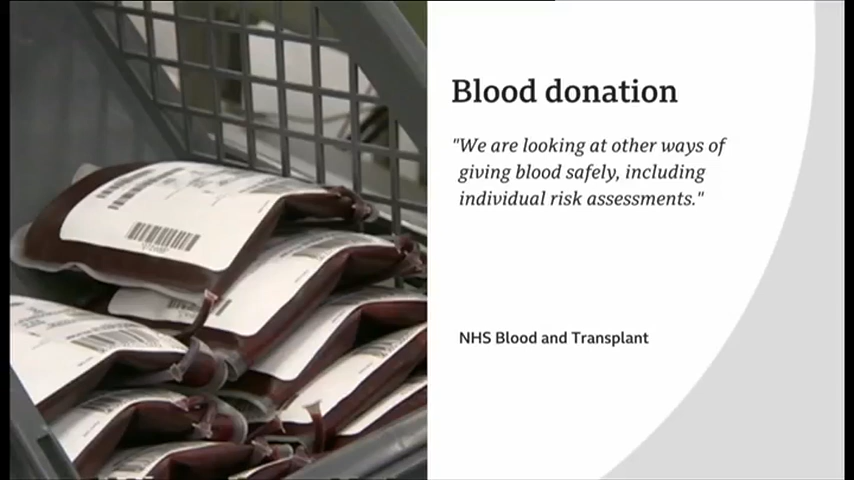 Blood donation
"We are looking at other ways of
giving blood safely, including
individual risk assessments."
NHS Blood and Transplant